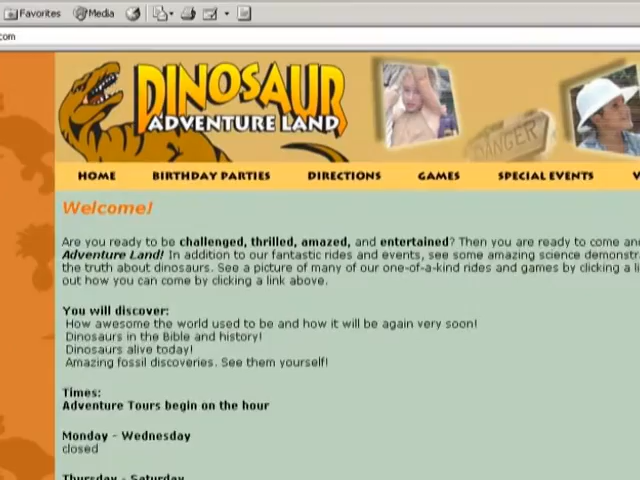 Favorites Media
com
DINOSAUR
ADVENTURE LAND
DANGER
HOME BIRTHDAY PARTIES DIRECTIONS GAMES SPECIAL EVENTS V
Welcome!
Are you ready to be challenged, thrilled, amazed, and entertained? Then you are ready to come an
Adventure Land! In addition to our fantastic rides and events, see some amazing science demonstr
the truth about dinosaurs. See a picture of many of our one-of-a-kind rides and games by clicking a li
out how you can come by clicking a link above.
You will discover:
How awesome the world used to be and how it will be again very soon!
Dinosaurs in the Bible and history!
Dinosaurs alive today!
Amazing fossil discoveries. See them yourself!
Times:
Adventure Tours begin on the hour
Monday - Wednesday
closed
Thursday - Saturday